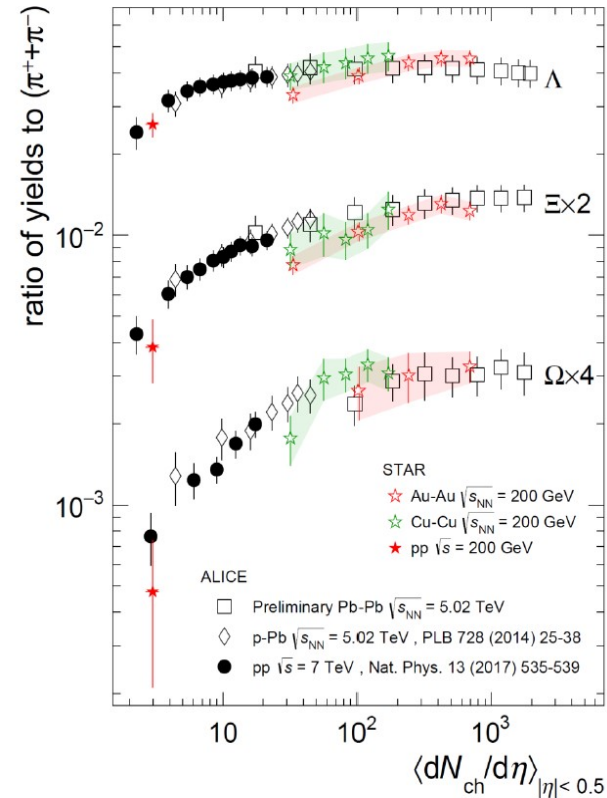 ratio of yields to (π⁺+π⁻)
10⁻²
10⁻³
Λ
Ξ×2
Ω×4
STAR
Au-Au √sNN = 200 GeV
Cu-Cu √sNN = 200 GeV
pp √s = 200 GeV
ALICE
Preliminary Pb-Pb √sNN = 5.02 TeV
p-Pb √sNN = 5.02 TeV , PLB 728 (2014) 25-38
pp √s = 7 TeV , Nat. Phys. 13 (2017) 535-539
10 10² 10³
⟨dNch/dη⟩|η|< 0.5